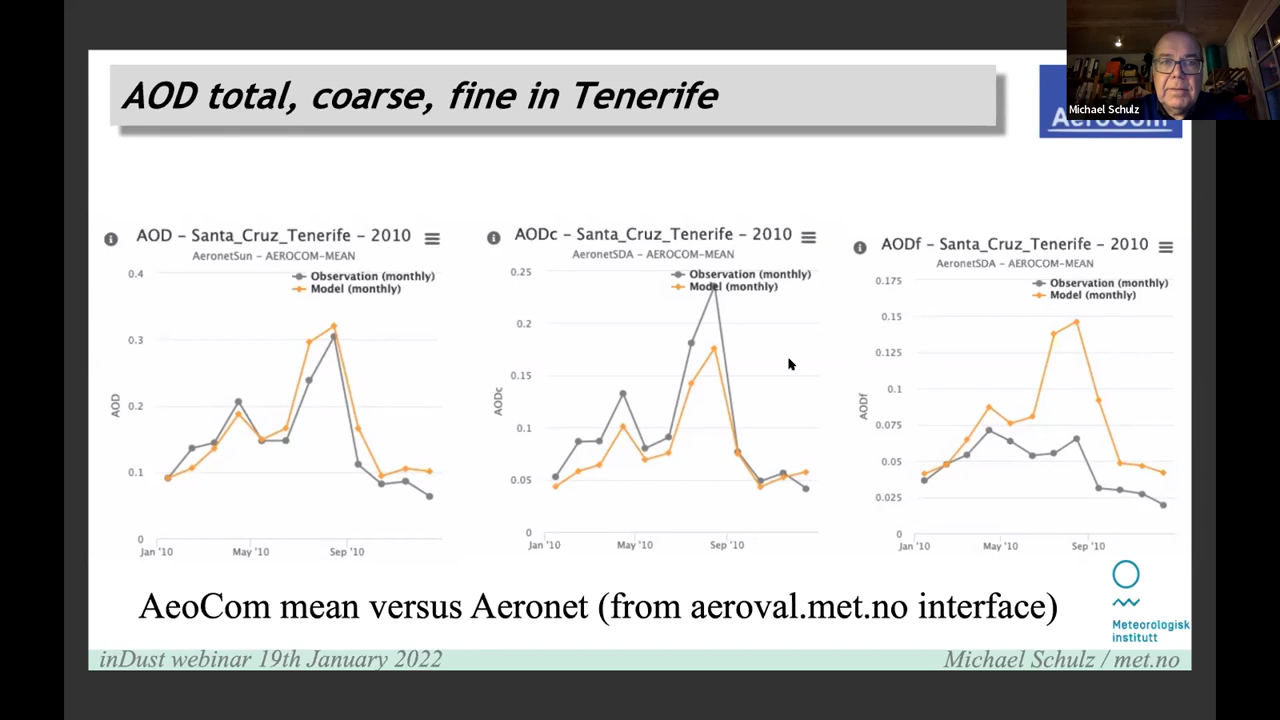 AOD total, coarse, fine in Tenerife
Michael Schulz
AeroCom
AOD – Santa_Cruz_Tenerife – 2010
AeronetSun – AEROCOM-MEAN
Observation (monthly)
Model (monthly)
0.4
0.3
0.2
0.1
0
AOD
Jan '10
May '10
Sep '10
AODc – Santa_Cruz_Tenerife – 2010
AeronetSDA – AEROCOM-MEAN
Observation (monthly)
Model (monthly)
0.25
0.2
0.15
0.1
0.05
0
AODc
Jan '10
May '10
Sep '10
AODf – Santa_Cruz_Tenerife – 2010
AeronetSDA – AEROCOM-MEAN
Observation (monthly)
Model (monthly)
0.175
0.15
0.125
0.1
0.075
0.05
0.025
0
AODf
Jan '10
May '10
Sep '10
AeoCom mean versus Aeronet (from aeroval.met.no interface)
Meteorologisk
institutt
inDust webinar 19th January 2022
Michael Schulz / met.no